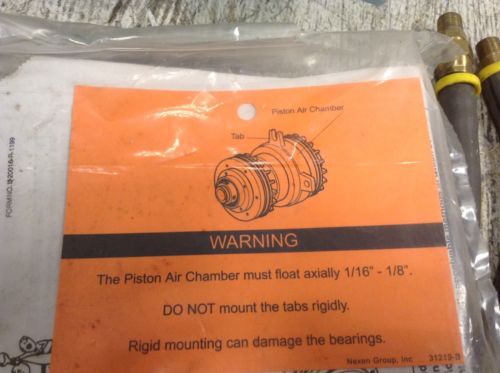 Piston Air Chamber
Tab
WARNING
The Piston Air Chamber must float axially 1/16" - 1/8".
DO NOT mount the tabs rigidly.
Rigid mounting can damage the bearings.
Nexen Group, Inc. 31219-B